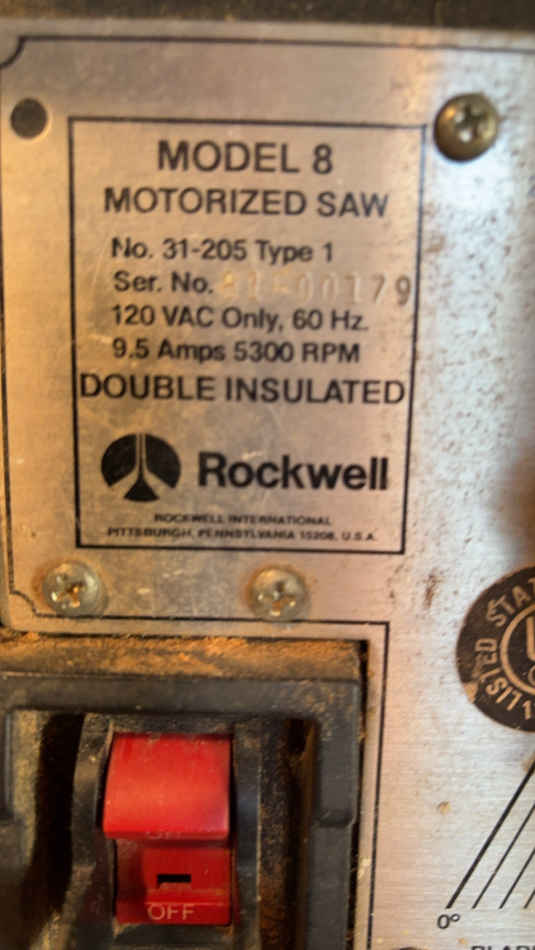 MODEL 8
MOTORIZED SAW
No. 31-205 Type 1
Ser. No.
120 VAC Only, 60 Hz.
9.5 Amps 5300 RPM
DOUBLE INSULATED
Rockwell
ROCKWELL INTERNATIONAL
PITTSBURGH, PENNSYLVANIA 15208, U.S.A.
LISTED
OFF
0°